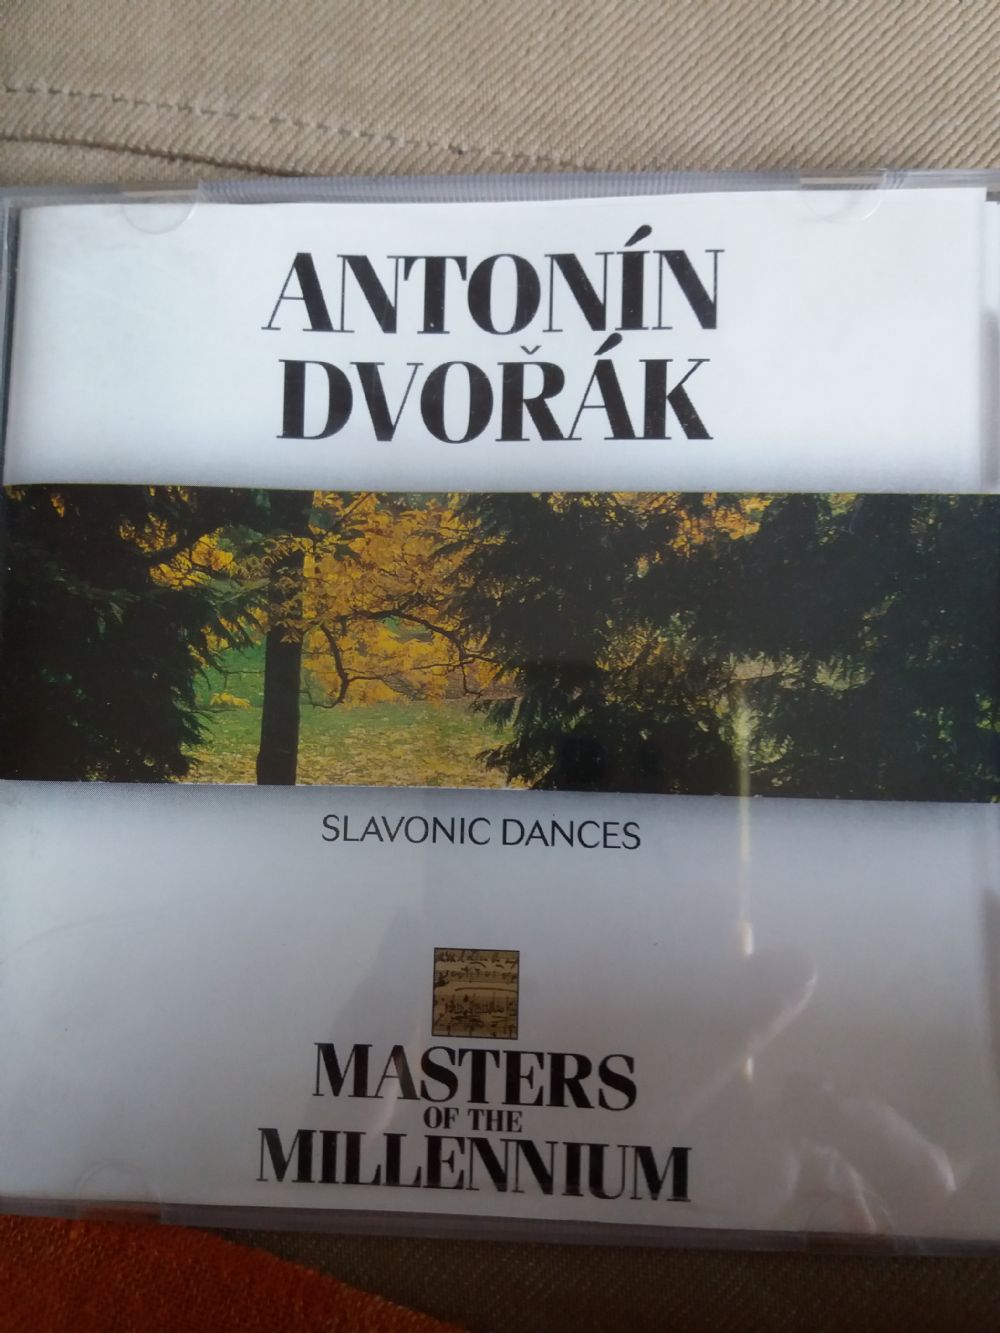 ANTONÍN
DVOŘÁK
SLAVONIC DANCES
MASTERS
OF THE
MILLENNIUM